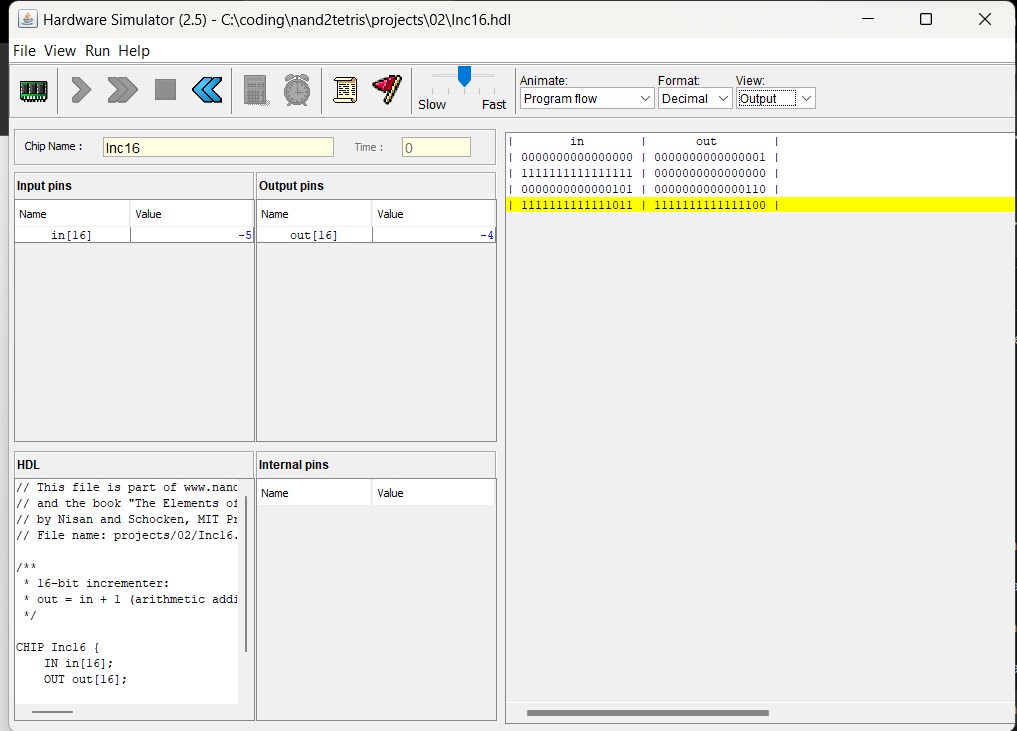 Hardware Simulator (2.5) - C:\coding\nand2tetris\projects\02\Inc16.hdl
File View Run Help
Slow Fast
Animate: Format: View:
Program flow Decimal Output
Chip Name : Inc16 Time : 0
Input pins
Name Value
in[16] -5
Output pins
Name Value
out[16] -4
HDL
// This file is part of www.nand
// and the book "The Elements of
// by Nisan and Schocken, MIT Pr
// File name: projects/02/Inc16.
/**
* 16-bit incrementer:
* out = in + 1 (arithmetic addi
*/
CHIP Inc16 {
IN in[16];
OUT out[16];
Internal pins
Name Value
| in | out |
| 0000000000000000 | 0000000000000001 |
| 1111111111111111 | 0000000000000000 |
| 0000000000000101 | 0000000000000110 |
| 1111111111111011 | 1111111111111100 |